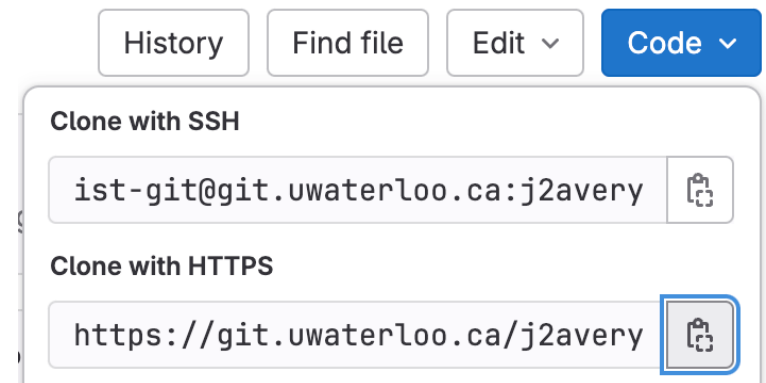 History Find file Edit Code
Clone with SSH
ist-git@git.uwaterloo.ca:j2avery
Clone with HTTPS
https://git.uwaterloo.ca/j2avery